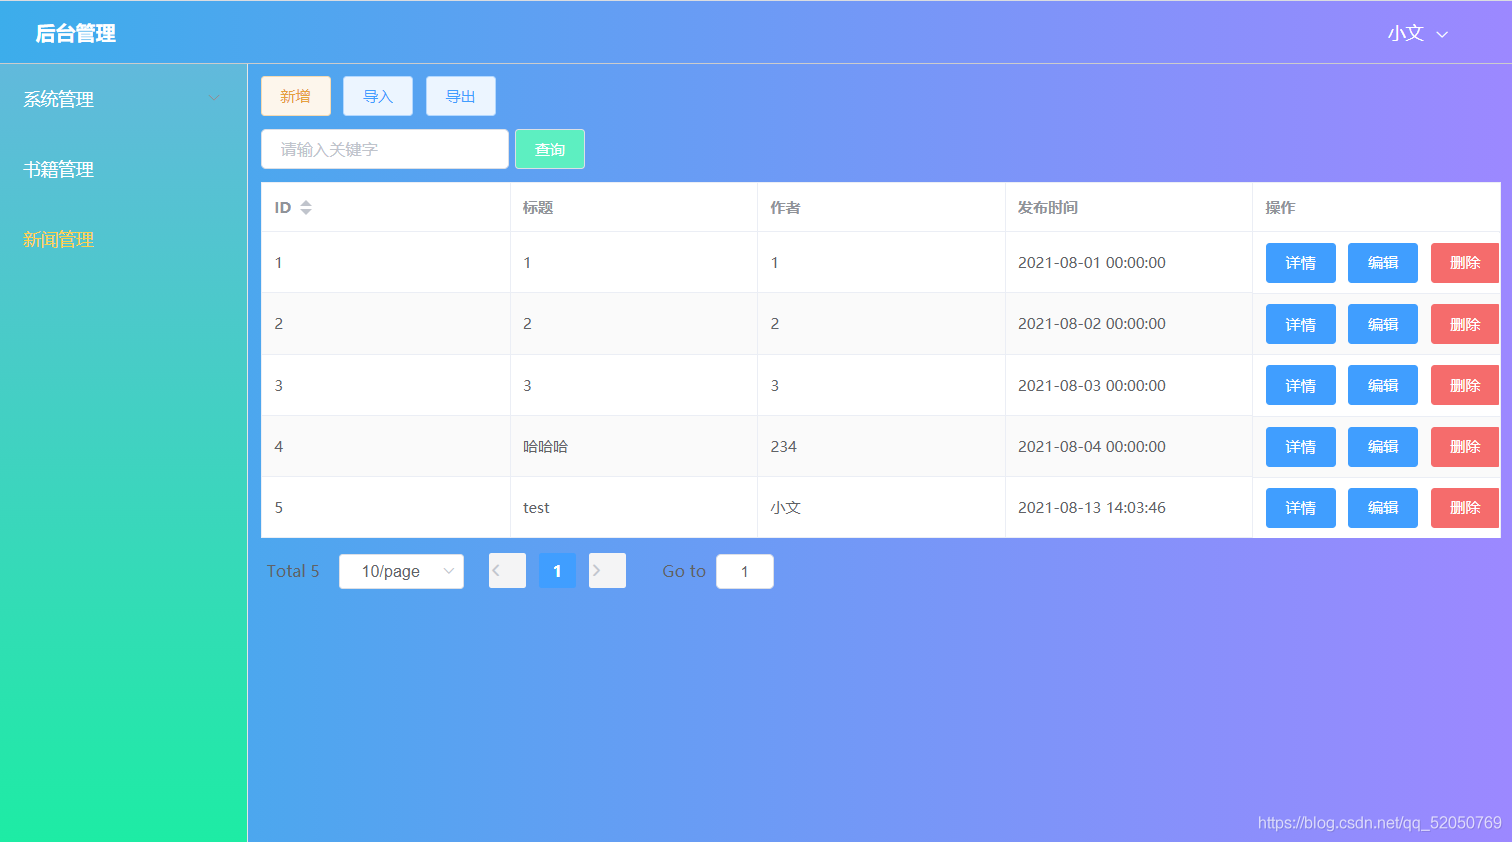 后台管理
小文
系统管理
书籍管理
新闻管理
新增 导入 导出
请输入关键字 查询
ID 标题 作者 发布时间 操作
1 1 1 2021-08-01 00:00:00 详情 编辑 删除
2 2 2 2021-08-02 00:00:00 详情 编辑 删除
3 3 3 2021-08-03 00:00:00 详情 编辑 删除
4 哈哈哈 234 2021-08-04 00:00:00 详情 编辑 删除
5 test 小文 2021-08-13 14:03:46 详情 编辑 删除
Total 5 10/page 1 Go to 1
https://blog.csdn.net/qq_52050769